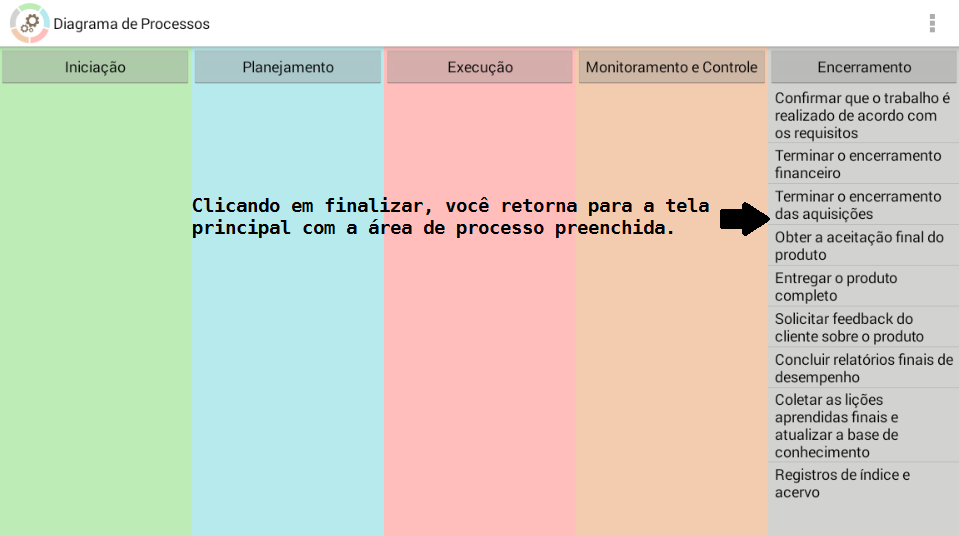 Diagrama de Processos
Iniciação
Planejamento
Execução
Monitoramento e Controle
Encerramento
Confirmar que o trabalho é
realizado de acordo com
os requisitos
Terminar o encerramento
financeiro
Terminar o encerramento
das aquisições
Obter a aceitação final do
produto
Entregar o produto
completo
Solicitar feedback do
cliente sobre o produto
Concluir relatórios finais de
desempenho
Coletar as lições
aprendidas finais e
atualizar a base de
conhecimento
Registros de índice e
acervo
Clicando em finalizar, você retorna para a tela
principal com a área de processo preenchida.